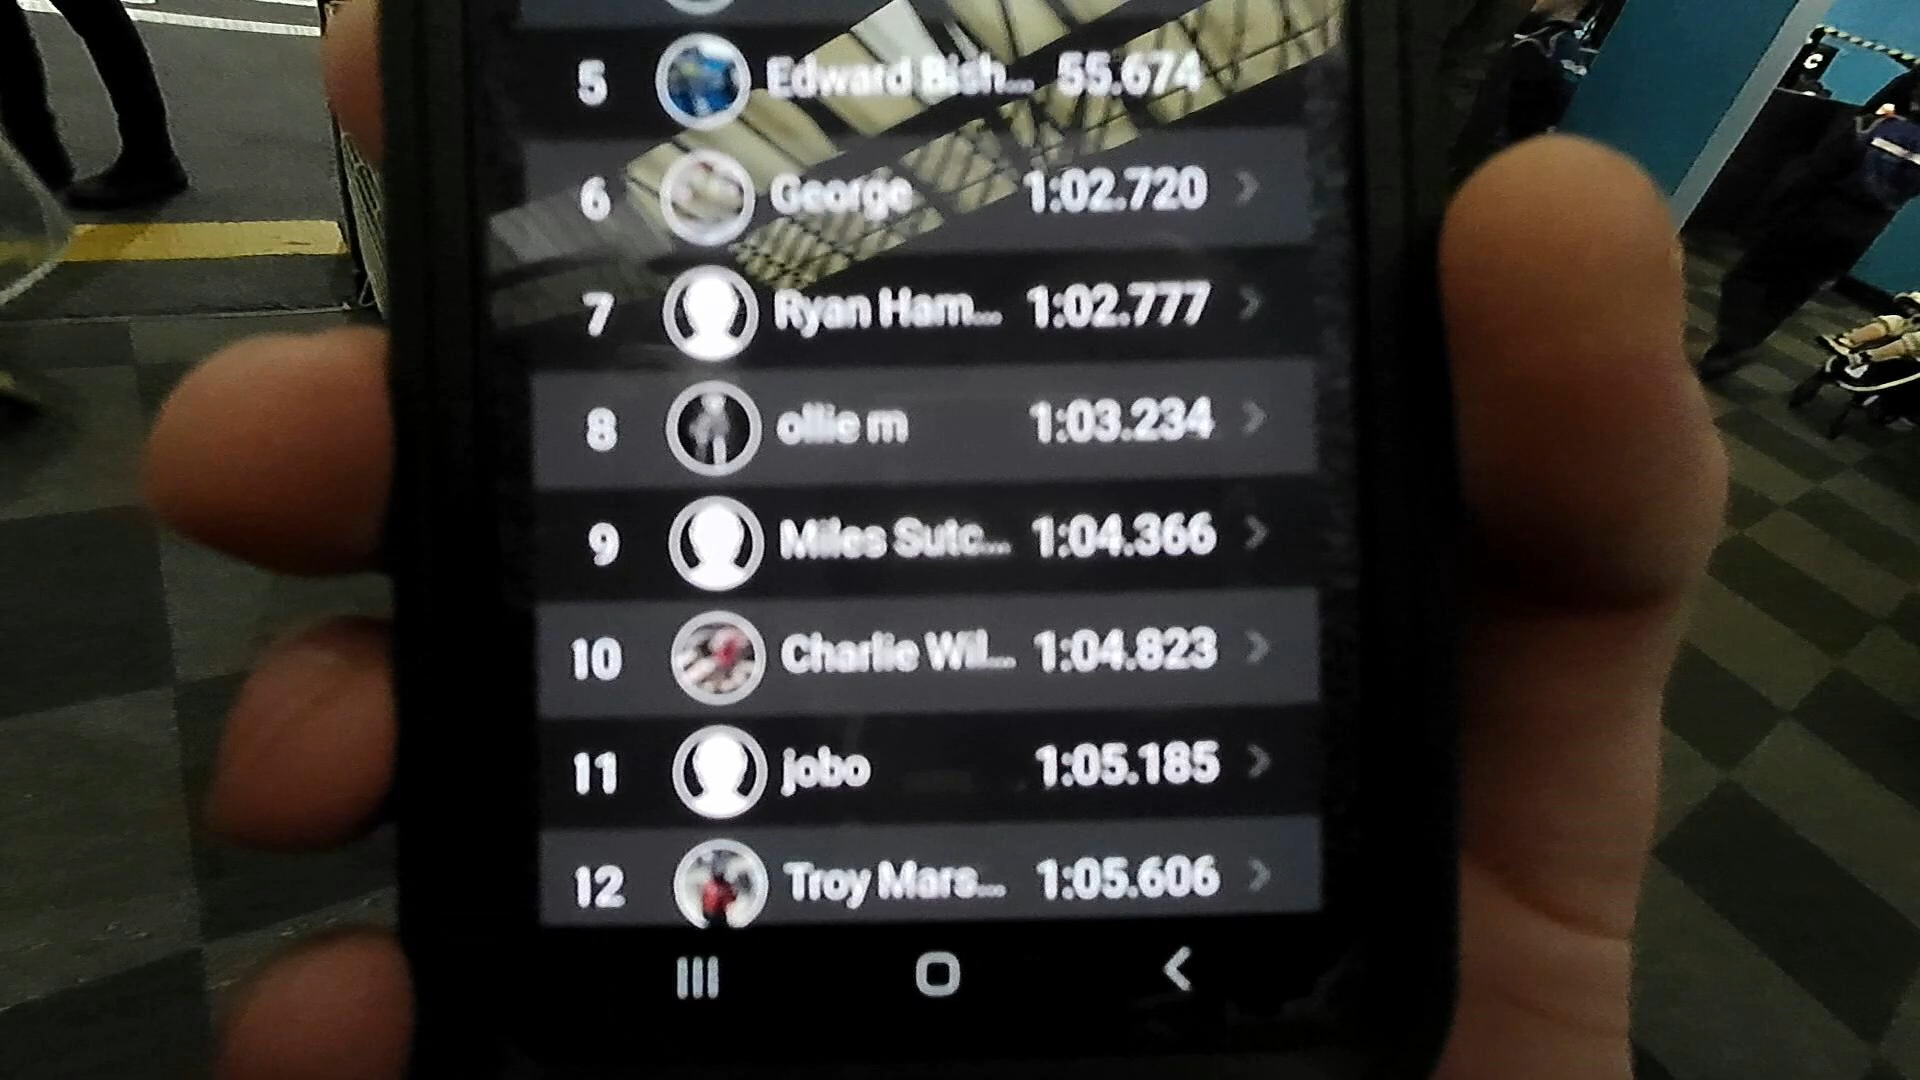 5 Edward Bish... 55.674
6 George 1:02.720
7 Ryan Ham... 1:02.777
8 ollie m 1:03.234
9 Miles Sutc... 1:04.366
10 Charlie Wil... 1:04.823
11 jobo 1:05.185
12 Troy Mars... 1:05.606
C